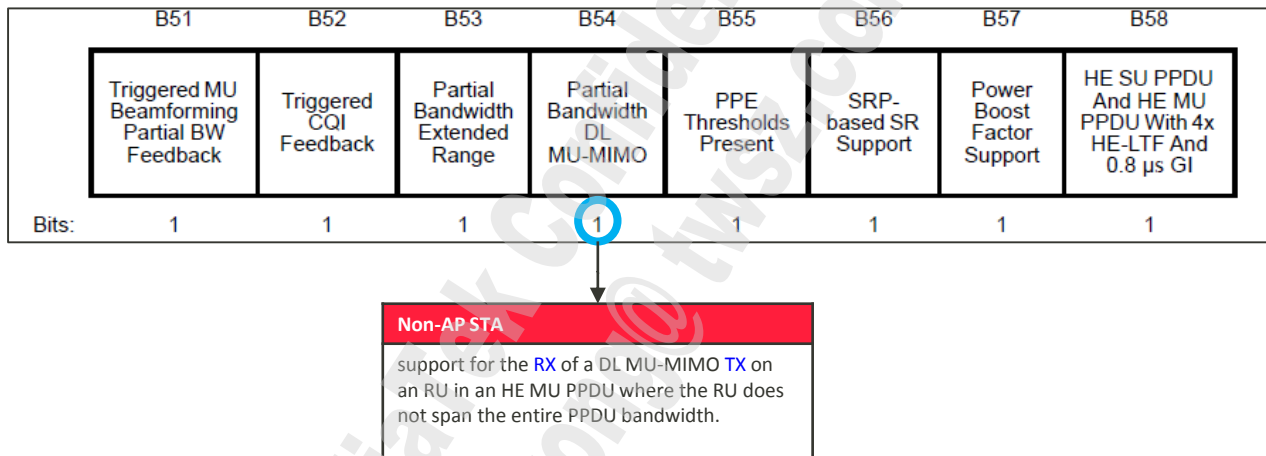 B51 B52 B53 B54 B55 B56 B57 B58
Triggered MU Beamforming Partial BW Feedback
Triggered CQI Feedback
Partial Bandwidth Extended Range
Partial Bandwidth DL MU-MIMO
PPE Thresholds Present
SRP-based SR Support
Power Boost Factor Support
HE SU PPDU And HE MU PPDU With 4x HE-LTF And 0.8 µs GI
Bits: 1 1 1 1 1 1 1 1
Non-AP STA
support for the RX of a DL MU-MIMO TX on
an RU in an HE MU PPDU where the RU does
not span the entire PPDU bandwidth.